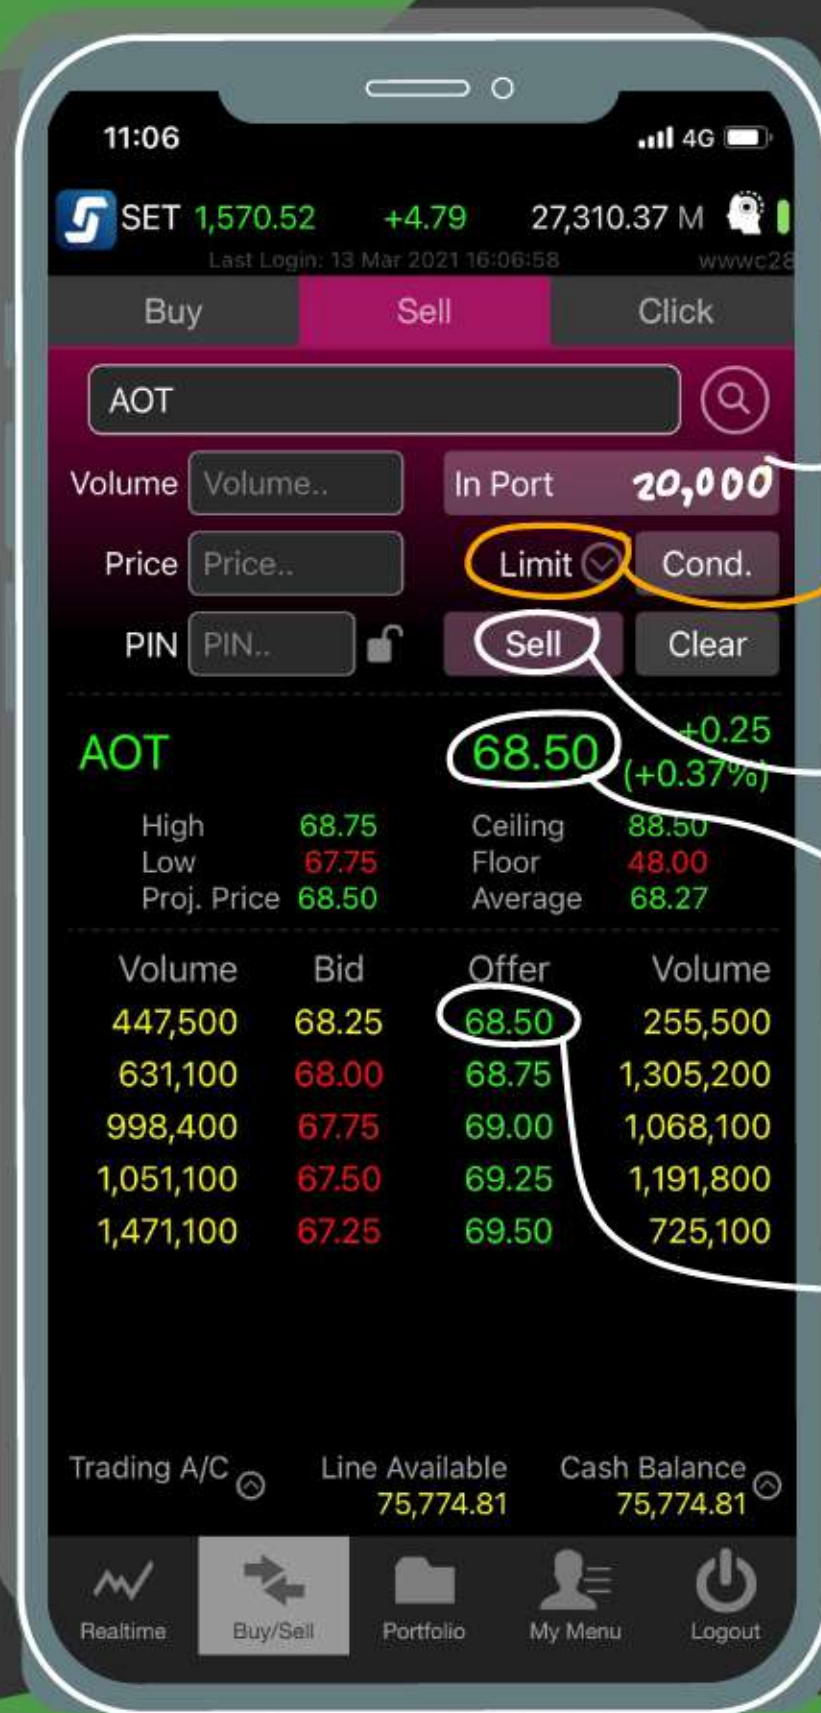 11:06 4G
SET 1,570.52 +4.79 27,310.37 M
Last Login: 13 Mar 2021 16:06:58 wwwc28
Buy Sell Click
AOT
Volume Volume.. In Port 20,000
Price Price.. Limit Cond.
PIN PIN.. Sell Clear
AOT 68.50 +0.25
(+0.37%)
High 68.75 Ceiling 88.50
Low 67.75 Floor 48.00
Proj. Price 68.50 Average 68.27
Volume Bid Offer Volume
447,500 68.25 68.50 255,500
631,100 68.00 68.75 1,305,200
998,400 67.75 69.00 1,068,100
1,051,100 67.50 69.25 1,191,800
1,471,100 67.25 69.50 725,100
Trading A/C Line Available Cash Balance
75,774.81 75,774.81
Realtime Buy/Sell Portfolio My Menu Logout